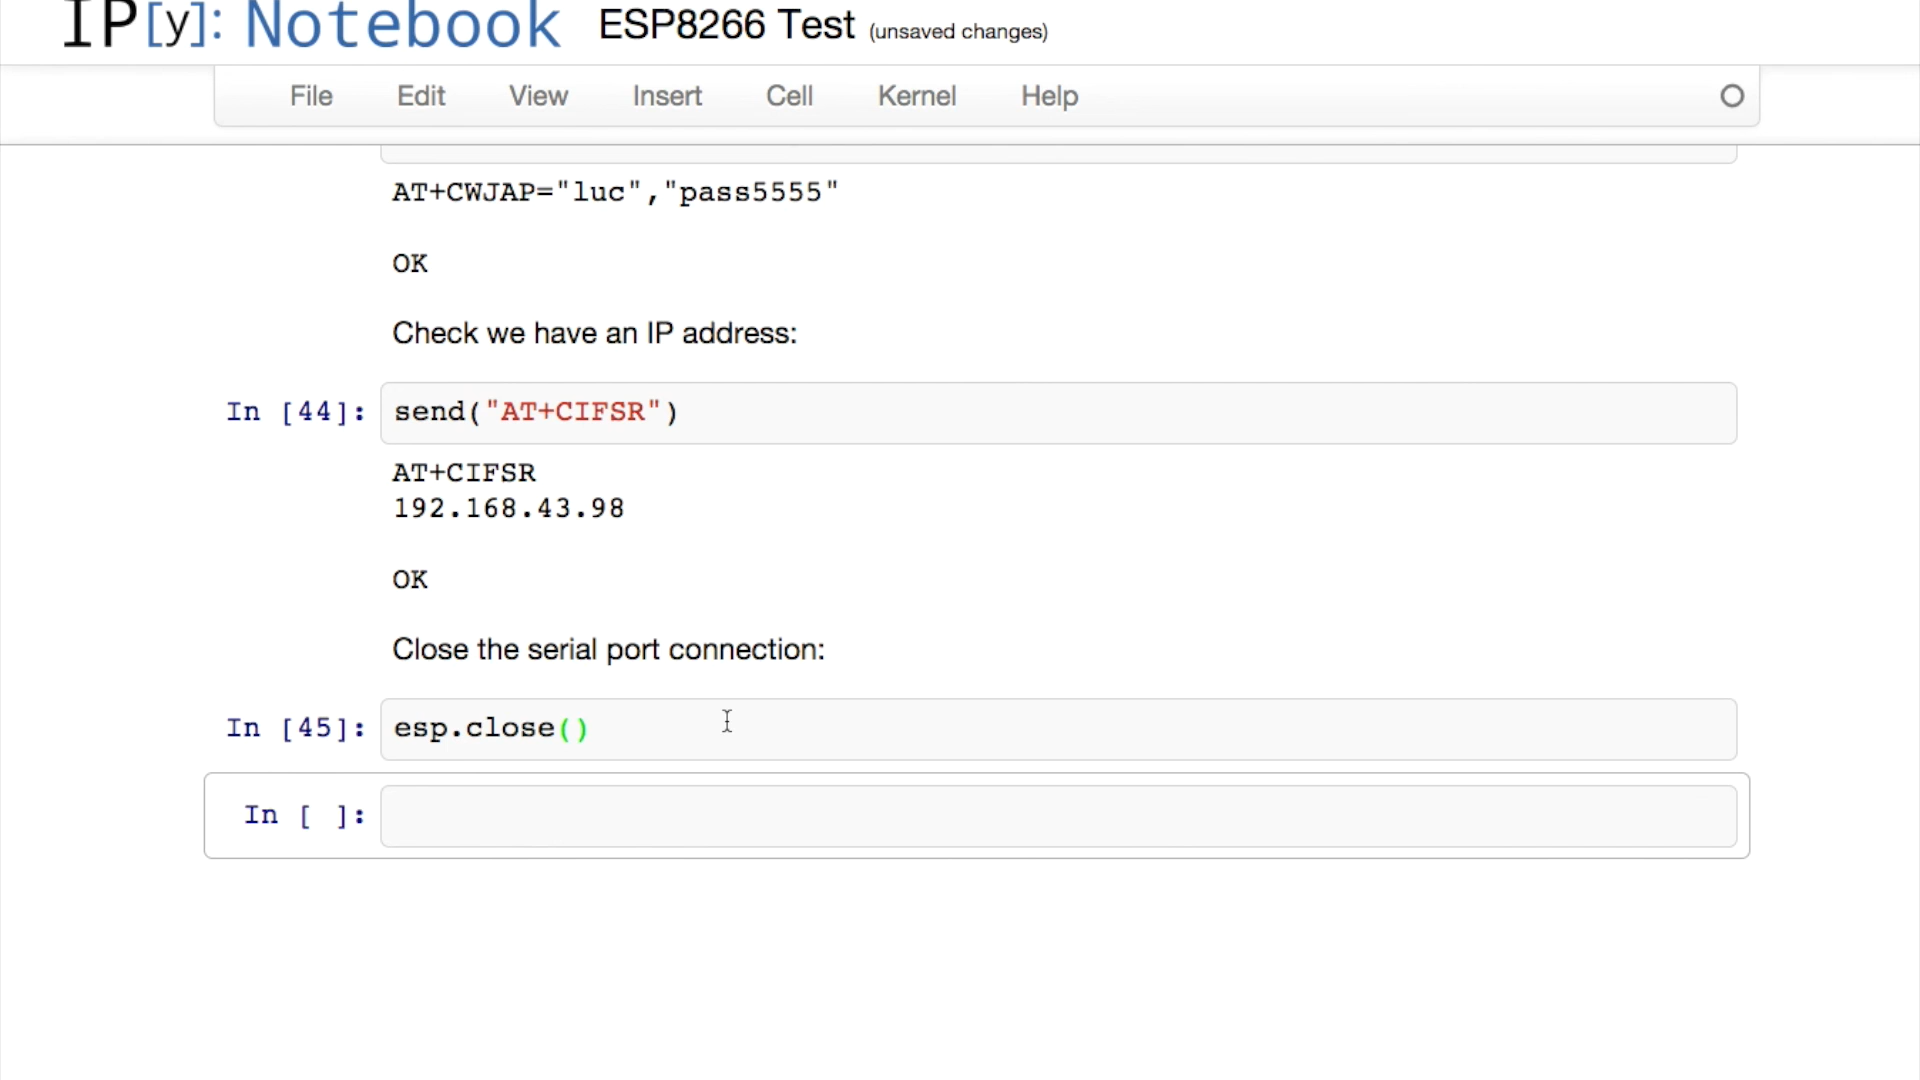 IP[y]: Notebook ESP8266 Test (unsaved changes)
File Edit View Insert Cell Kernel Help
AT+CWJAP="luc","pass5555"
OK
Check we have an IP address:
In [44]: send("AT+CIFSR")
AT+CIFSR
192.168.43.98
OK
Close the serial port connection:
In [45]: esp.close()
In [ ]: